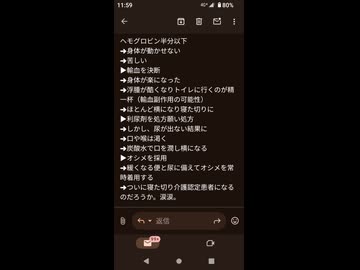 11:59
4G
80%
ヘモグロビン半分以下
➜身体が動かせない
➜苦しい
▶輸血を決断
➜身体が楽になった
➜浮腫が酷くなりトイレに行くのが精
一杯（輸血副作用の可能性）
➜ほとんど横になり寝た切りに
▶利尿剤を処方願い処方
➜しかし、尿が出ない結果に
➜口や喉は渇く
➜炭酸水で口を潤し横になる
▶オシメを採用
➜緩くなる便と尿に備えてオシメを常
時着用する
➜ついに寝た切り介護認定患者になる
のだろうか。涙涙。
返信
99+